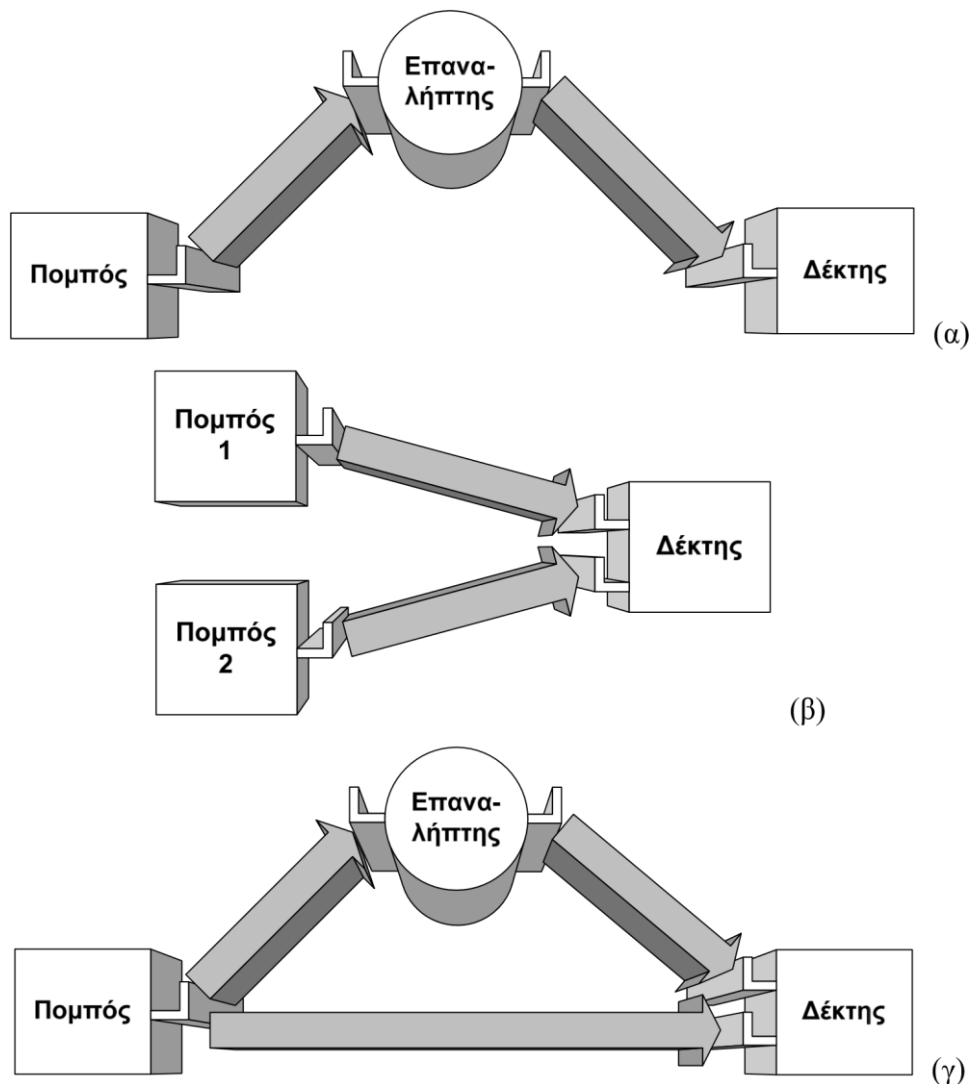 Επανα-
λήπτης
Πομπός
Δέκτης
(α)
Πομπός
1
Δέκτης
Πομπός
2
(β)
Επανα-
λήπτης
Πομπός
Δέκτης
(γ)